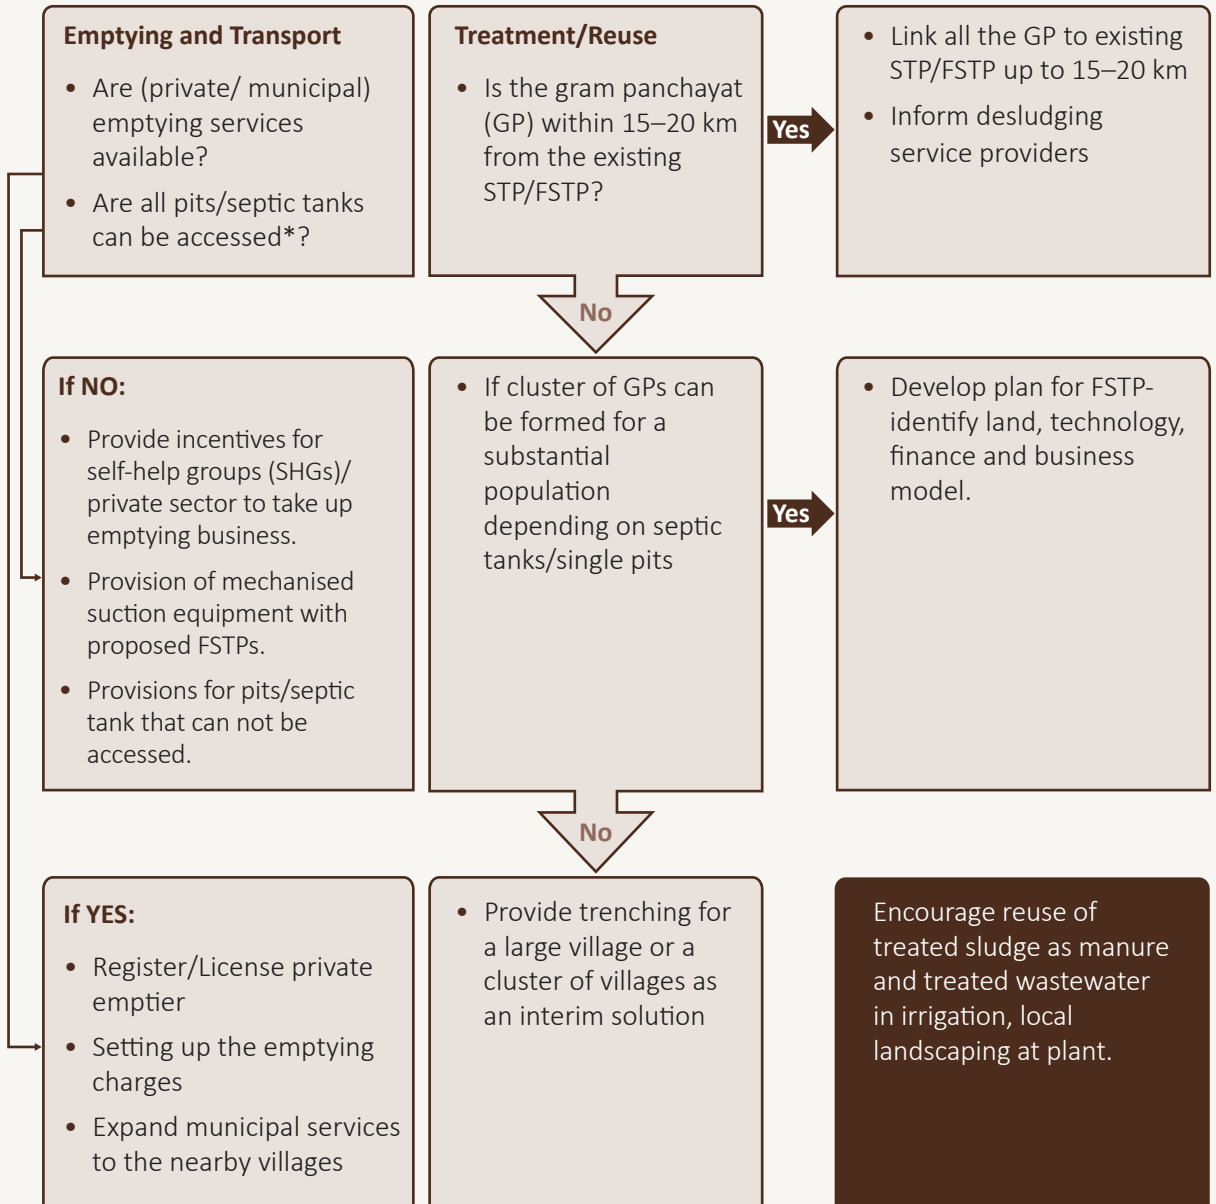 Emptying and Transport
• Are (private/ municipal)
emptying services
available?
• Are all pits/septic tanks
can be accessed*?
Treatment/Reuse
• Is the gram panchayat
(GP) within 15–20 km
from the existing
STP/FSTP?
Yes
• Link all the GP to existing
STP/FSTP up to 15–20 km
• Inform desludging
service providers
No
If NO:
• Provide incentives for
self-help groups (SHGs)/
private sector to take up
emptying business.
• Provision of mechanised
suction equipment with
proposed FSTPs.
• Provisions for pits/septic
tank that can not be
accessed.
• If cluster of GPs can
be formed for a
substantial
population
depending on septic
tanks/single pits
Yes
• Develop plan for FSTP-
identify land, technology,
finance and business
model.
No
If YES:
• Register/License private
emptier
• Setting up the emptying
charges
• Expand municipal services
to the nearby villages
• Provide trenching for
a large village or a
cluster of villages as
an interim solution
Encourage reuse of
treated sludge as manure
and treated wastewater
in irrigation, local
landscaping at plant.